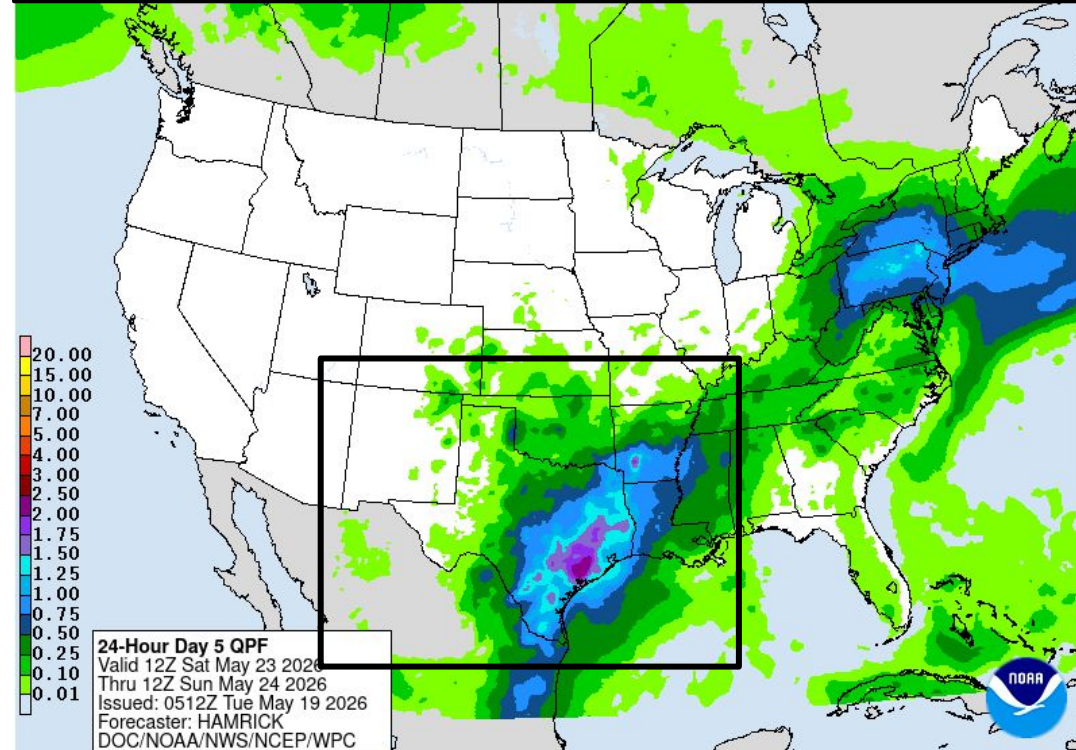 20.00
15.00
10.00
7.00
5.00
4.00
3.00
2.50
2.00
1.75
1.50
1.25
1.00
0.75
0.50
0.25
0.10
0.01
24-Hour Day 5 QPF
Valid 12Z Sat May 23 2026
Thru 12Z Sun May 24 2026
Issued: 0512Z Tue May 19 2026
Forecaster: HAMRICK
DOC/NOAA/NWS/NCEP/WPC
NOAA